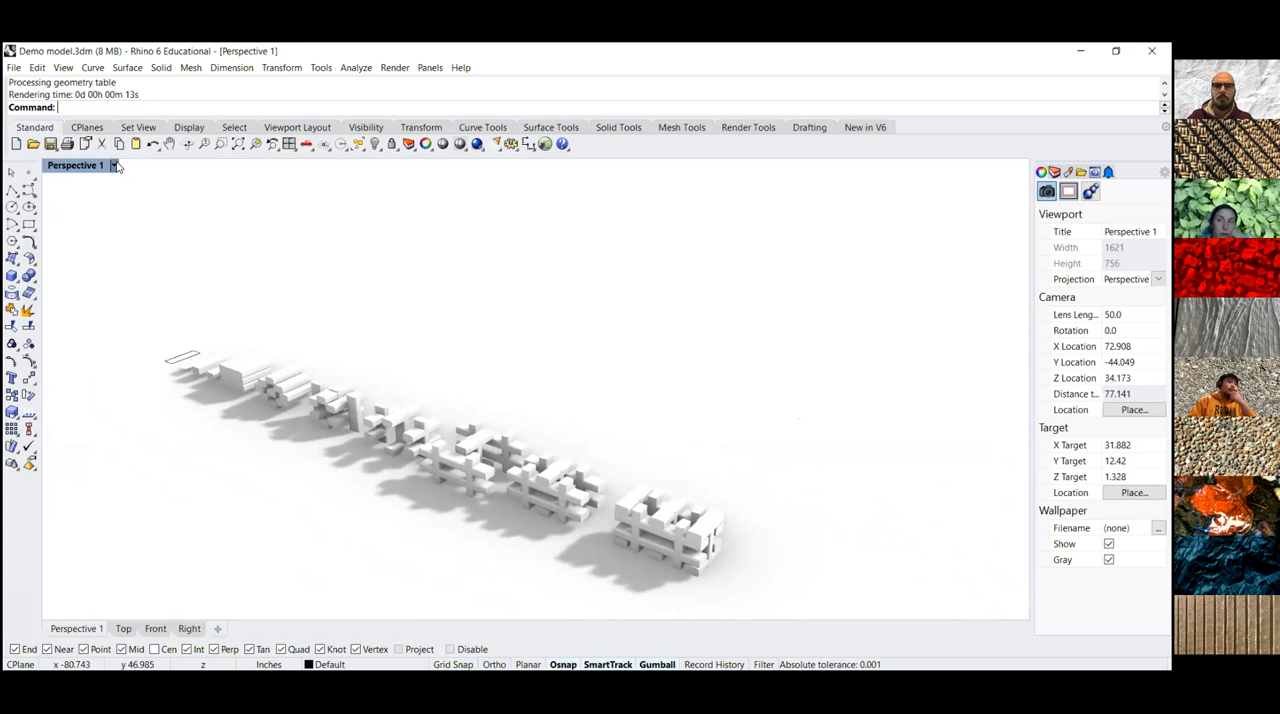 Demo model.3dm (8 MB) - Rhino 6 Educational - [Perspective 1]
File Edit View Curve Surface Solid Mesh Dimension Transform Tools Analyze Render Panels Help
Processing geometry table
Rendering time: 0d 00h 00m 13s
Command:
Standard CPlanes Set View Display Select Viewport Layout Visibility Transform Curve Tools Surface Tools Solid Tools Mesh Tools Render Tools Drafting New in V6
Perspective 1
Viewport
Title Perspective 1
Width 1621
Height 756
Projection Perspective
Camera
Lens Leng... 50.0
Rotation 0.0
X Location 72.908
Y Location -44.049
Z Location 34.173
Distance t... 77.141
Location Place...
Target
X Target 31.882
Y Target 12.42
Z Target 1.328
Location Place...
Wallpaper
Filename (none) ...
Show
Gray
Perspective 1 Top Front Right
End Near Point Mid Cen Int Perp Tan Quad Knot Vertex Project Disable
CPlane x -80.743 y 46.985 z Inches Default Grid Snap Ortho Planar Osnap SmartTrack Gumball Record History Filter Absolute tolerance: 0.001